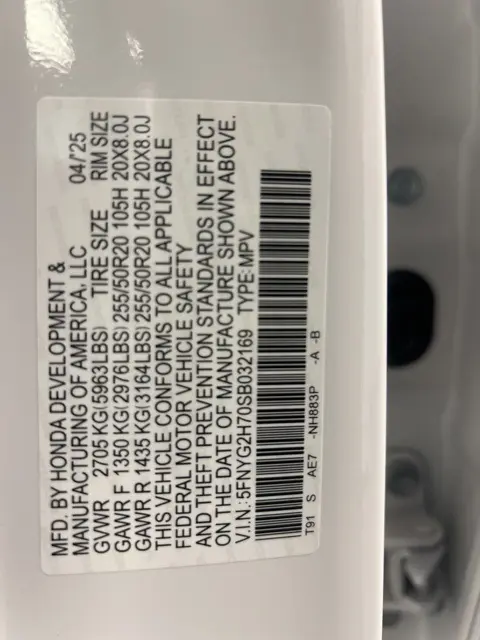 MFD. BY HONDA DEVELOPMENT &
MANUFACTURING OF AMERICA, LLC 04/'25
GVWR 2705 KG(5963LBS) TIRE SIZE RIM SIZE
GAWR F 1350 KG(2976LBS) 255/50R20 105H 20X8.0J
GAWR R 1435 KG(3164LBS) 255/50R20 105H 20X8.0J
THIS VEHICLE CONFORMS TO ALL APPLICABLE
FEDERAL MOTOR VEHICLE SAFETY
AND THEFT PREVENTION STANDARDS IN EFFECT
ON THE DATE OF MANUFACTURE SHOWN ABOVE.
V.I.N.:5FNYG2H70SB032169 TYPE:MPV
T91 S AE7 -NH883P -A -B